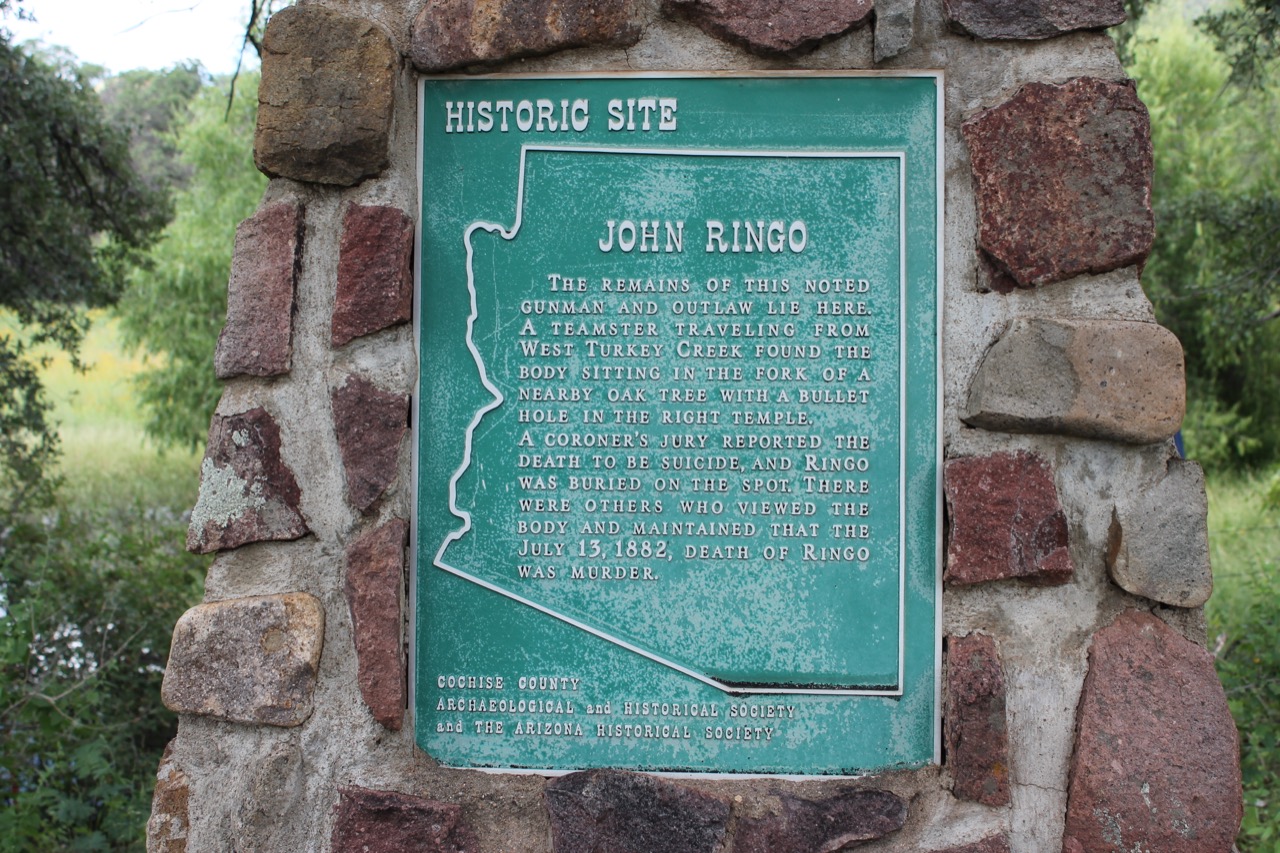 HISTORIC SITE
JOHN RINGO
THE REMAINS OF THIS NOTED
GUNMAN AND OUTLAW LIE HERE.
A TEAMSTER TRAVELING FROM
WEST TURKEY CREEK FOUND THE
BODY SITTING IN THE FORK OF A
NEARBY OAK TREE WITH A BULLET
HOLE IN THE RIGHT TEMPLE.
A CORONER'S JURY REPORTED THE
DEATH TO BE SUICIDE, AND RINGO
WAS BURIED ON THE SPOT. THERE
WERE OTHERS WHO VIEWED THE
BODY AND MAINTAINED THAT THE
JULY 13, 1882, DEATH OF RINGO
WAS MURDER.
COCHISE COUNTY
ARCHAEOLOGICAL and HISTORICAL SOCIETY
and THE ARIZONA HISTORICAL SOCIETY